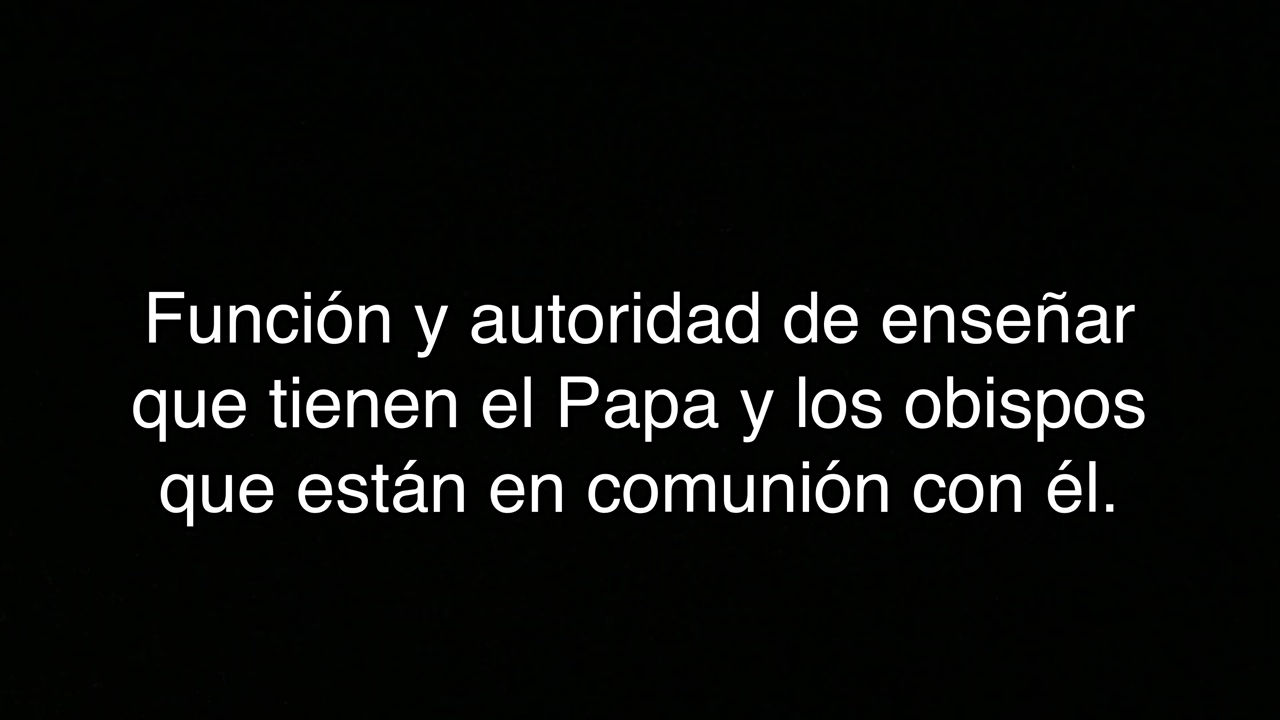 Función y autoridad de enseñar
que tienen el Papa y los obispos
que están en comunión con él.